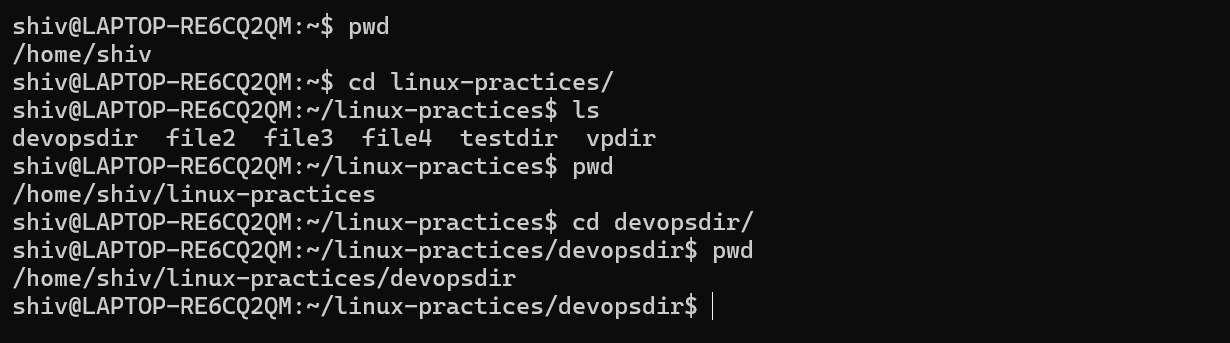 shiv@LAPTOP-RE6CQ2QM:~$ pwd
/home/shiv
shiv@LAPTOP-RE6CQ2QM:~$ cd linux-practices/
shiv@LAPTOP-RE6CQ2QM:~/linux-practices$ ls
devopsdir  file2  file3  file4  testdir  vpdir
shiv@LAPTOP-RE6CQ2QM:~/linux-practices$ pwd
/home/shiv/linux-practices
shiv@LAPTOP-RE6CQ2QM:~/linux-practices$ cd devopsdir/
shiv@LAPTOP-RE6CQ2QM:~/linux-practices/devopsdir$ pwd
/home/shiv/linux-practices/devopsdir
shiv@LAPTOP-RE6CQ2QM:~/linux-practices/devopsdir$